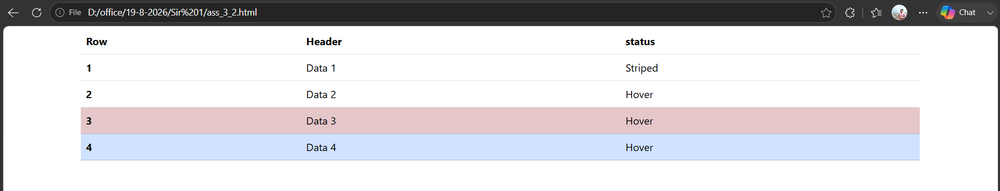 File D:/office/19-8-2026/Sir%201/ass_3_2.html Chat
Row Header status
1 Data 1 Striped
2 Data 2 Hover
3 Data 3 Hover
4 Data 4 Hover